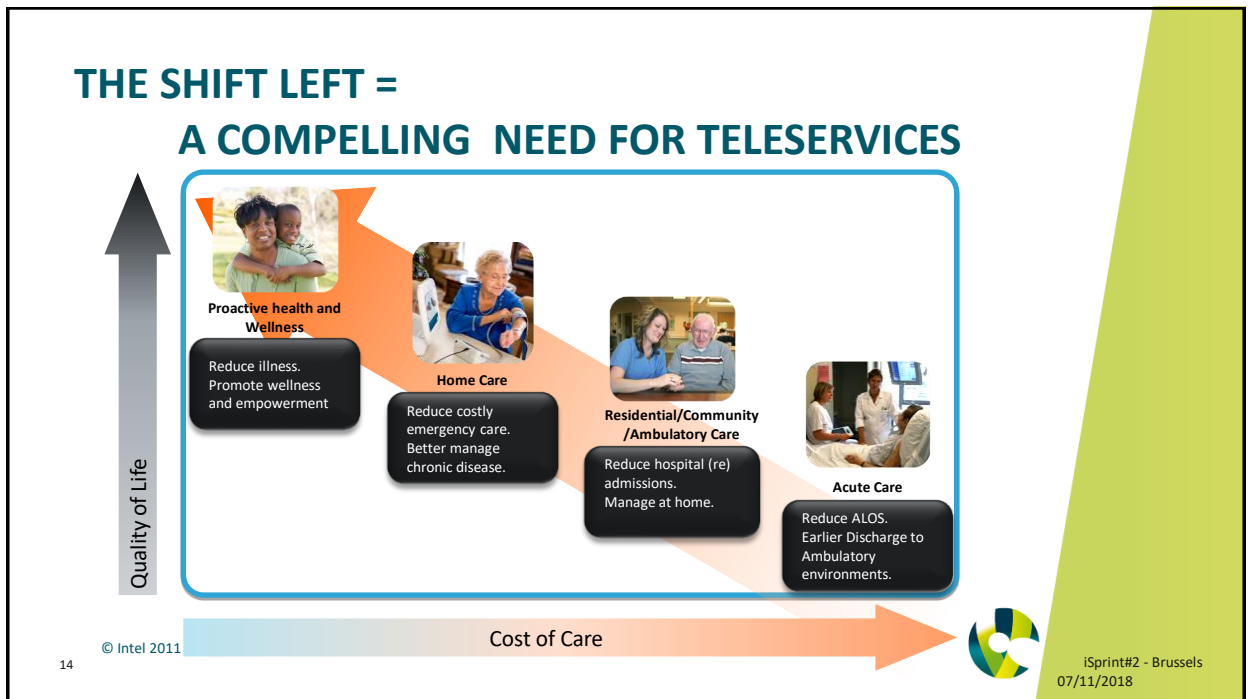 THE SHIFT LEFT =
A COMPELLING NEED FOR TELESERVICES
Quality of Life
Proactive health and
Wellness
Reduce illness.
Promote wellness
and empowerment
Home Care
Reduce costly
emergency care.
Better manage
chronic disease.
Residential/Community
/Ambulatory Care
Reduce hospital (re)
admissions.
Manage at home.
Acute Care
Reduce ALOS.
Earlier Discharge to
Ambulatory
environments.
Cost of Care
© Intel 2011
14
iSprint#2 - Brussels
07/11/2018